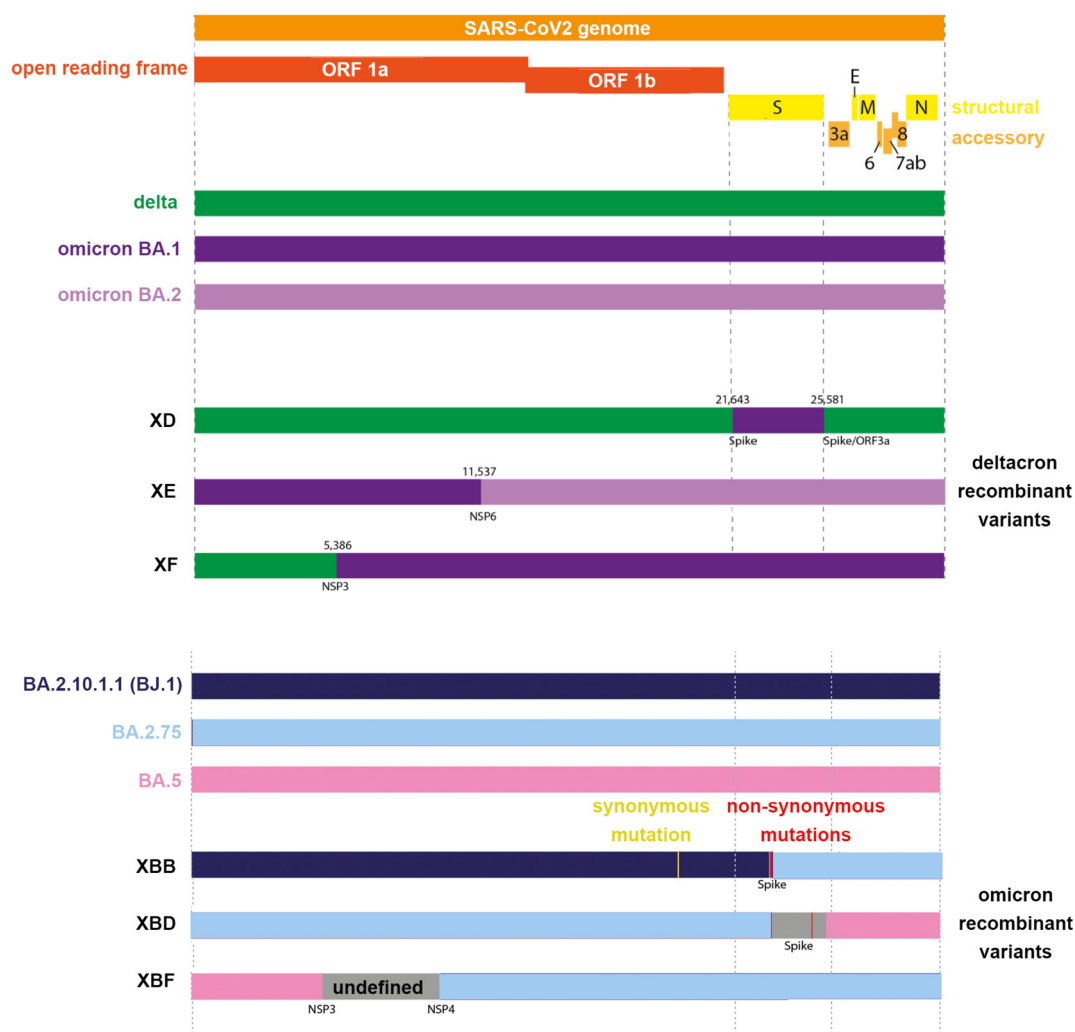 SARS-CoV2 genome
open reading frame
ORF 1a
ORF 1b
E
S
M
N
structural
3a
8
accessory
6
7ab
delta
omicron BA.1
omicron BA.2
21,643
25,581
XD
Spike
Spike/ORF3a
11,537
XE
NSP6
deltacron
recombinant
variants
5,386
XF
NSP3
BA.2.10.1.1 (BJ.1)
BA.2.75
BA.5
synonymous
mutation
non-synonymous
mutations
XBB
Spike
XBD
Spike
omicron
recombinant
variants
XBF
undefined
NSP3
NSP4